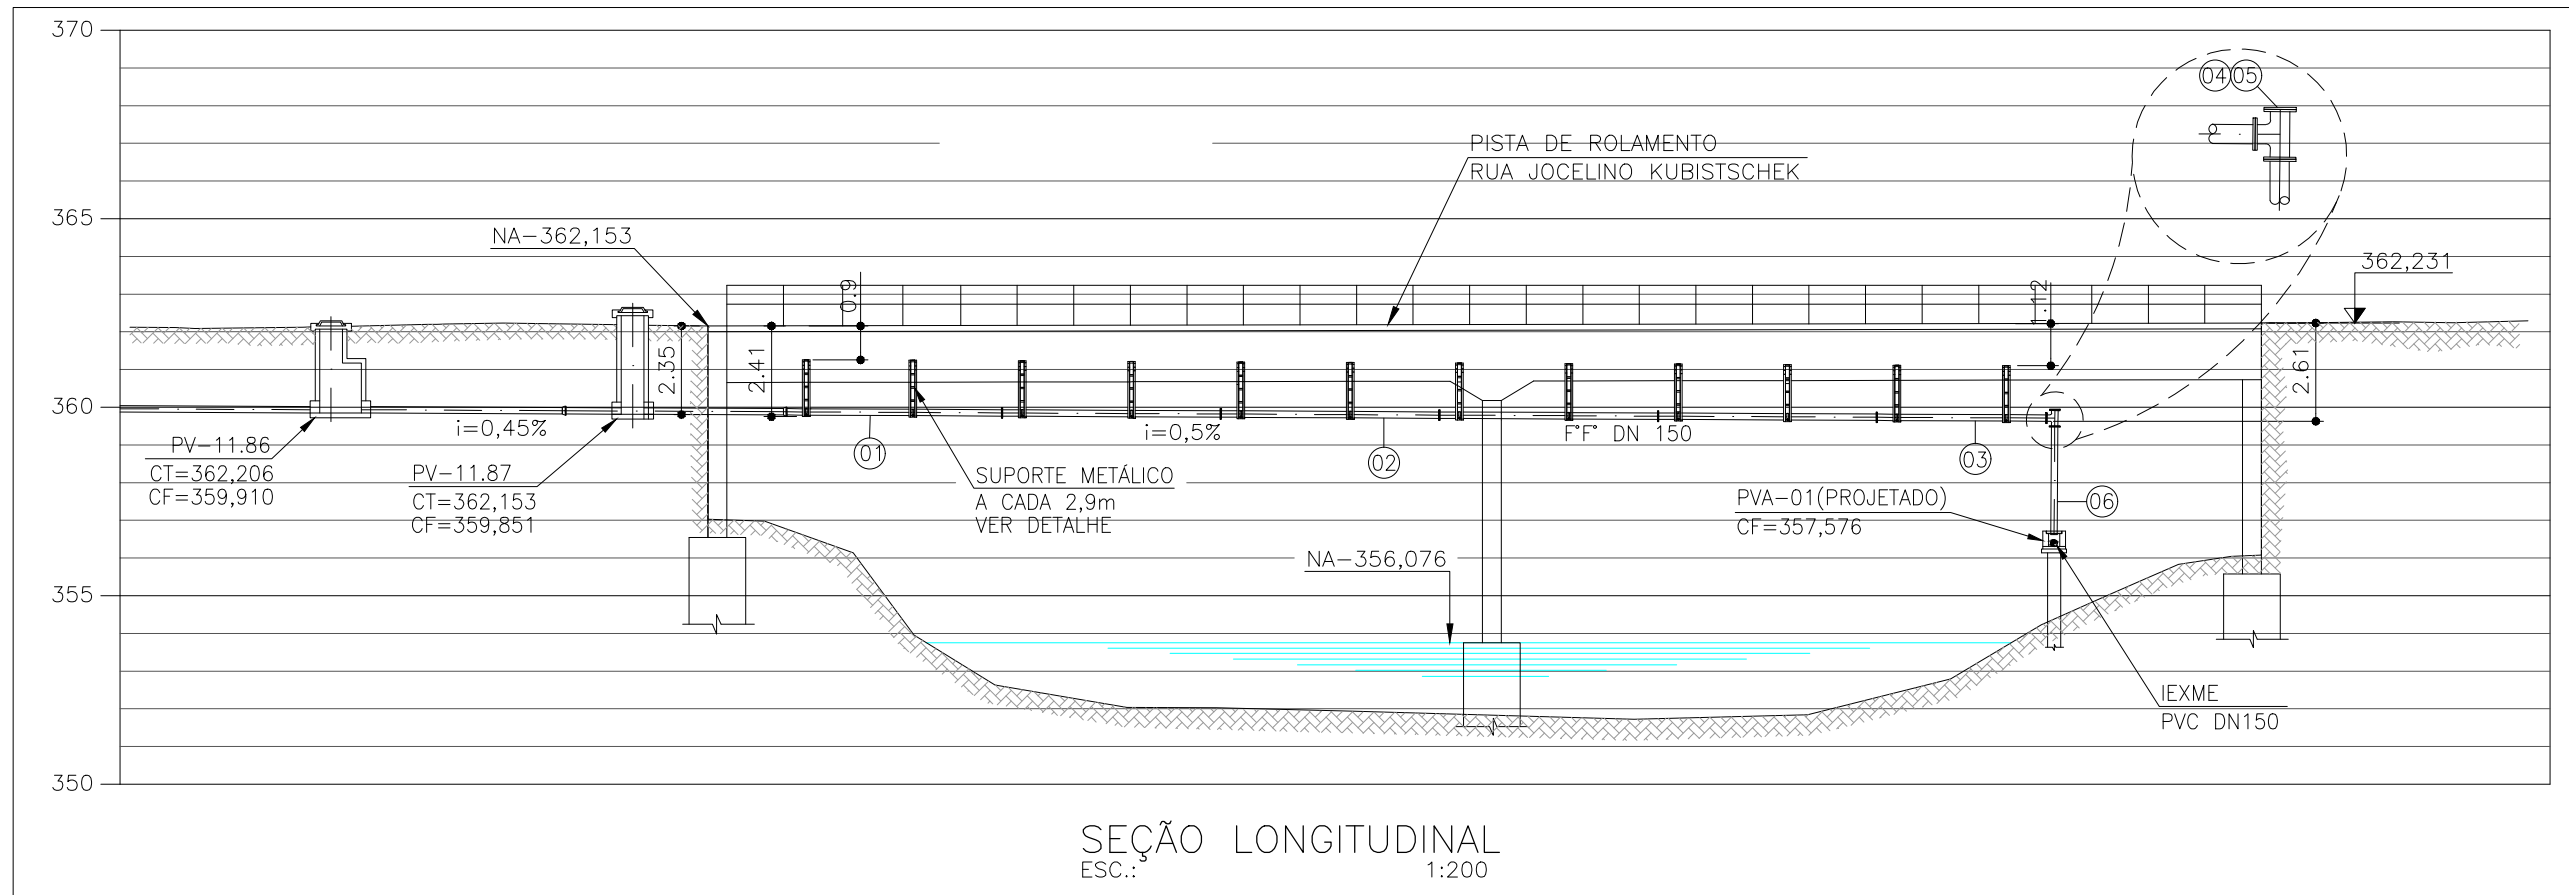 370
04 05
PISTA DE ROLAMENTO
RUA JOCELINO KUBISTSCHEK
365
NA-362,153
362,231
0.9
1.12
2.35
2.41
2.61
360
i=0,45%
i=0,5%
F°F° DN 150
PV-11.86
CT=362,206
CF=359,910
PV-11.87
CT=362,153
CF=359,851
01
02
03
SUPORTE METÁLICO
A CADA 2,9m
VER DETALHE
PVA-01(PROJETADO)
CF=357,576
06
NA-356,076
355
IEXME
PVC DN150
350
SEÇÃO LONGITUDINAL
ESC.: 1:200